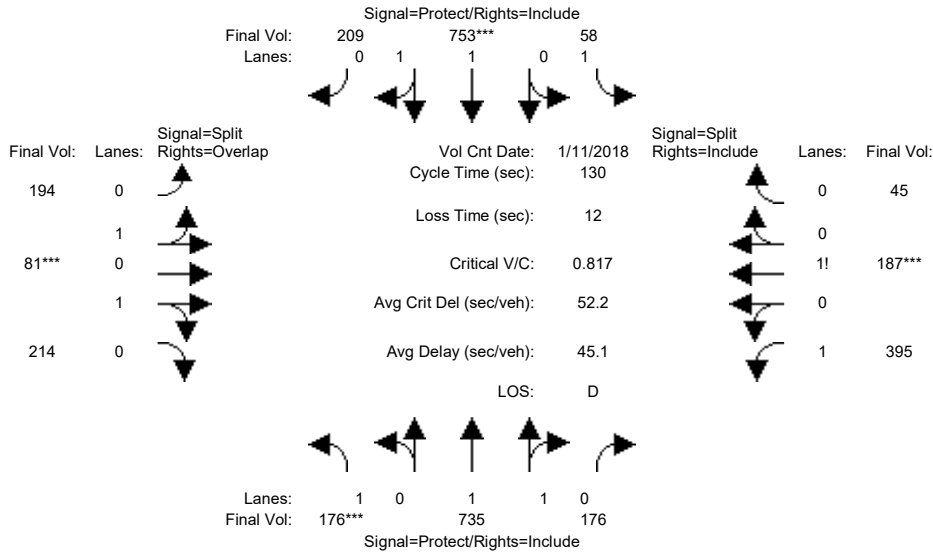 Signal=Protect/Rights=Include
Final Vol: 209 753*** 58
Lanes: 0 1 1 0 1
Signal=Split
Final Vol: Lanes: Rights=Overlap
Vol Cnt Date: 1/11/2018
Signal=Split
Rights=Include Lanes: Final Vol:
Cycle Time (sec): 130
194 0
0 45
Loss Time (sec): 12
1
0
81*** 0
Critical V/C: 0.817
1! 187***
1
Avg Crit Del (sec/veh): 52.2
0
214 0
Avg Delay (sec/veh): 45.1
1 395
LOS: D
Lanes: 1 0 1 1 0
Final Vol: 176*** 735 176
Signal=Protect/Rights=Include